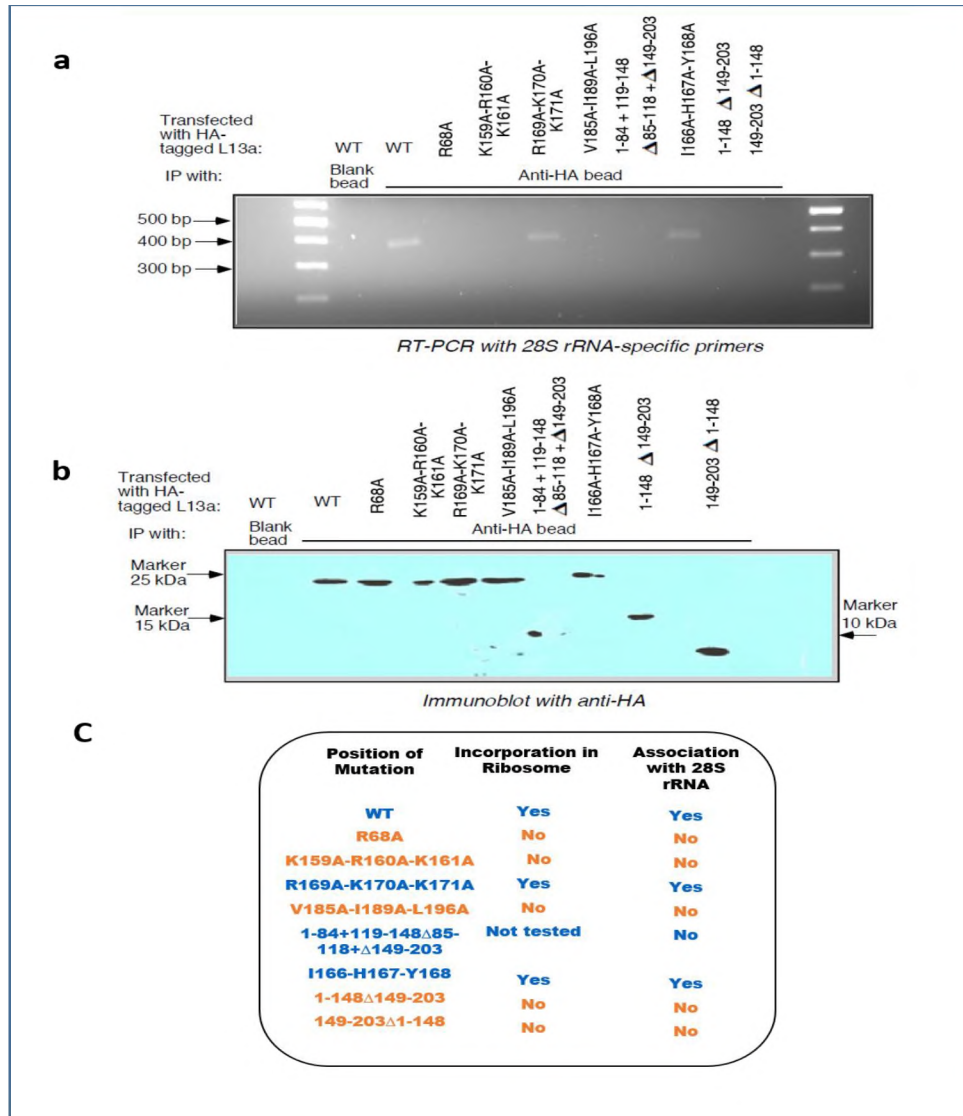 a
Transfected
with HA-
tagged L13a:
WT
WT
R68A
K159A-R160A-
K161A
R169A-K170A-
K171A
V185A-I189A-L196A
1-84 + 119-148
Δ85-118 +Δ149-203
I166A-H167A-Y168A
1-148 Δ149-203
149-203 Δ1-148
IP with:
Blank
bead
Anti-HA bead
500 bp
400 bp
300 bp
RT-PCR with 28S rRNA-specific primers
b
Transfected
with HA-
tagged L13a:
WT
WT
R68A
K159A-R160A-
K161A
R169A-K170A-
K171A
V185A-I189A-L196A
1-84 + 119-148
Δ85-118 +Δ149-203
I166A-H167A-Y168A
1-148 Δ149-203
149-203 Δ1-148
IP with:
Blank
bead
Anti-HA bead
Marker
25 kDa
Marker
15 kDa
Marker
10 kDa
Immunoblot with anti-HA
C
Position of Mutation Incorporation in Ribosome Association with 28S rRNA
WT Yes Yes
R68A No No
K159A-R160A-K161A No No
R169A-K170A-K171A Yes Yes
V185A-I189A-L196A No No
1-84+119-148Δ85- Not tested No
118+Δ149-203
I166-H167-Y168 Yes Yes
1-148Δ149-203 No No
149-203Δ1-148 No No